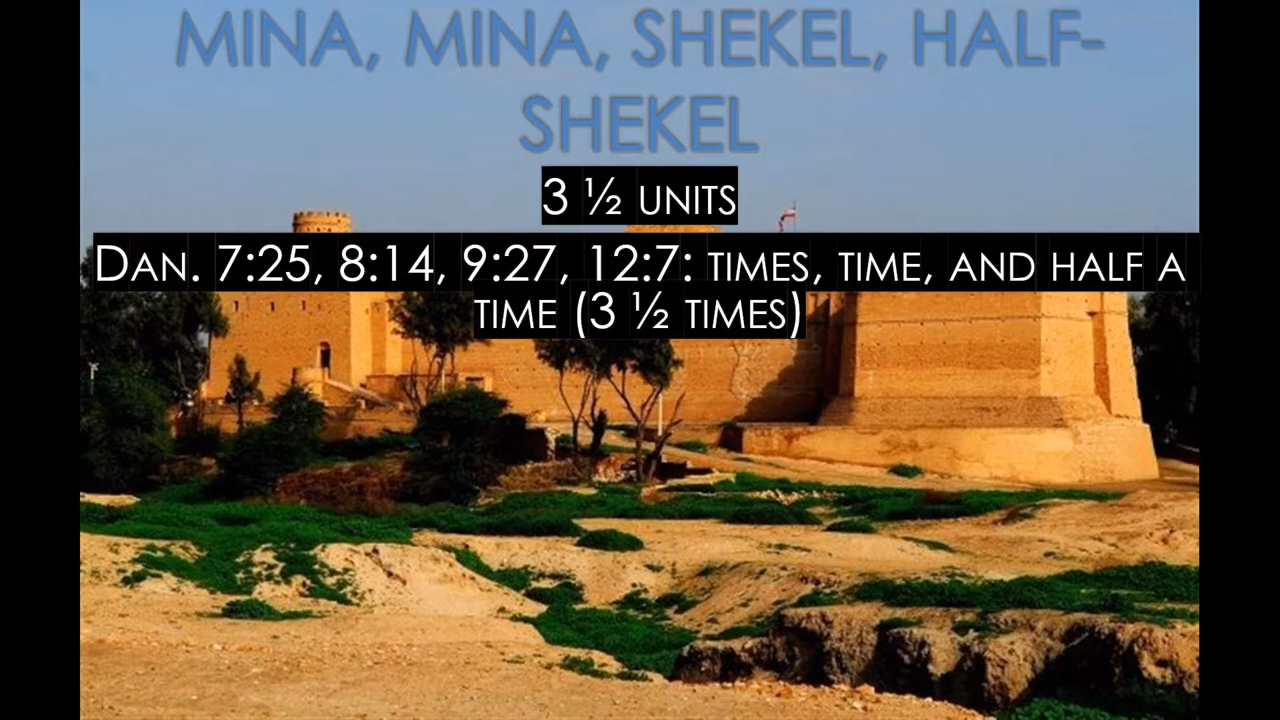 MINA, MINA, SHEKEL, HALF-
SHEKEL
3 ½ UNITS
DAN. 7:25, 8:14, 9:27, 12:7: TIMES, TIME, AND HALF A
TIME (3 ½ TIMES)